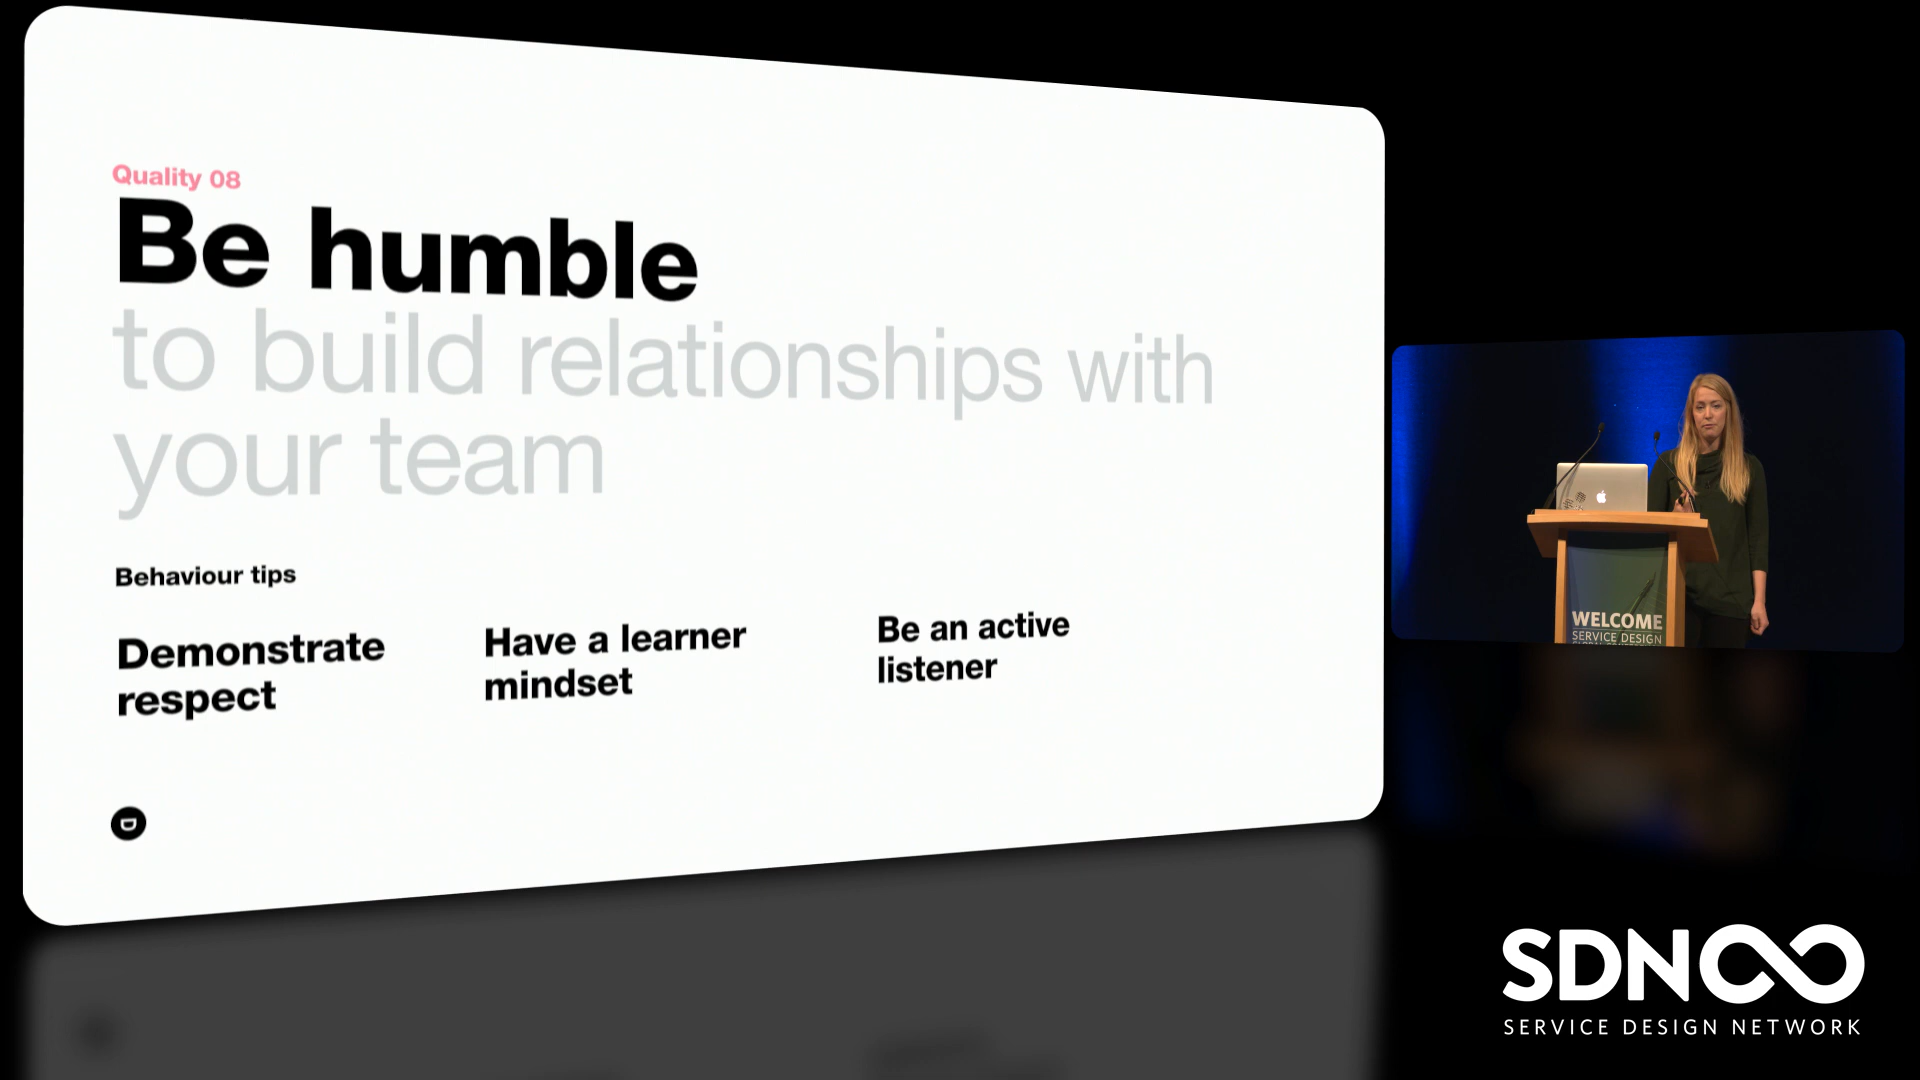 Quality 08
Be humble
to build relationships with
your team
Behaviour tips
Demonstrate
respect
Have a learner
mindset
Be an active
listener
D
WELCOME
SERVICE DESIGN
SDN
SERVICE DESIGN NETWORK